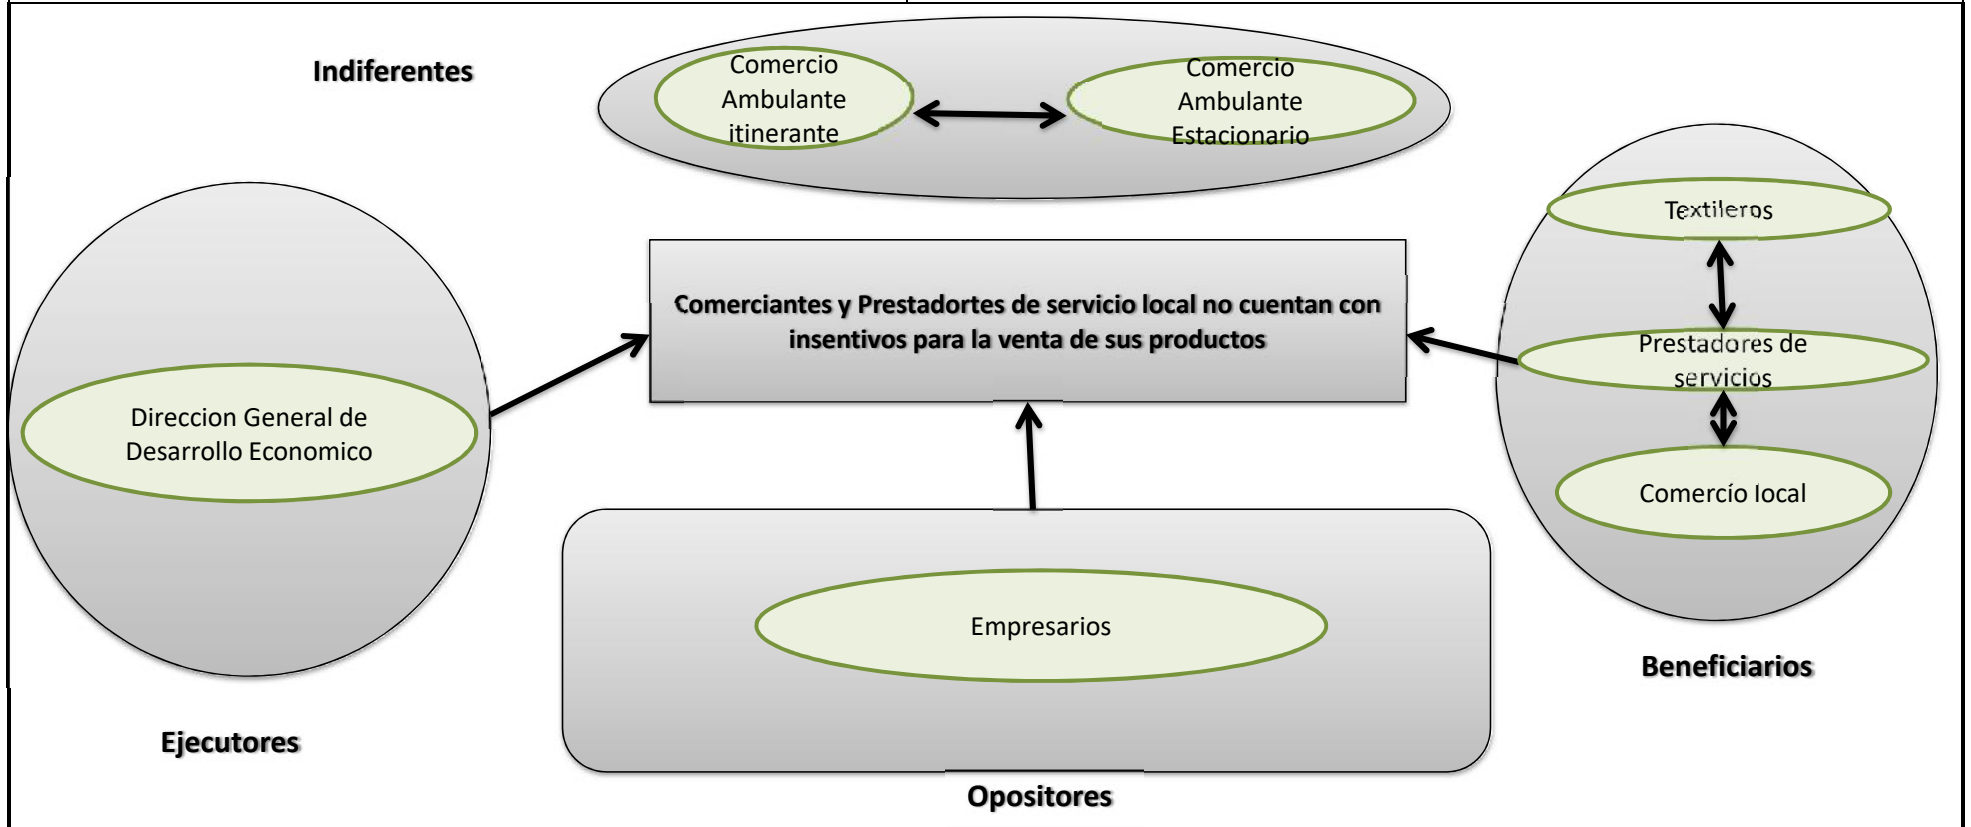 Indiferentes
Comercio
Ambulante
itinerante
Comercio
Ambulante
Estacionario
Textileros
Comerciantes y Prestadortes de servicio local no cuentan con
insentivos para la venta de sus productos
Prestadores de
servicios
Direccion General de
Desarrollo Economico
Comercío local
Empresarios
Beneficiarios
Ejecutores
Opositores